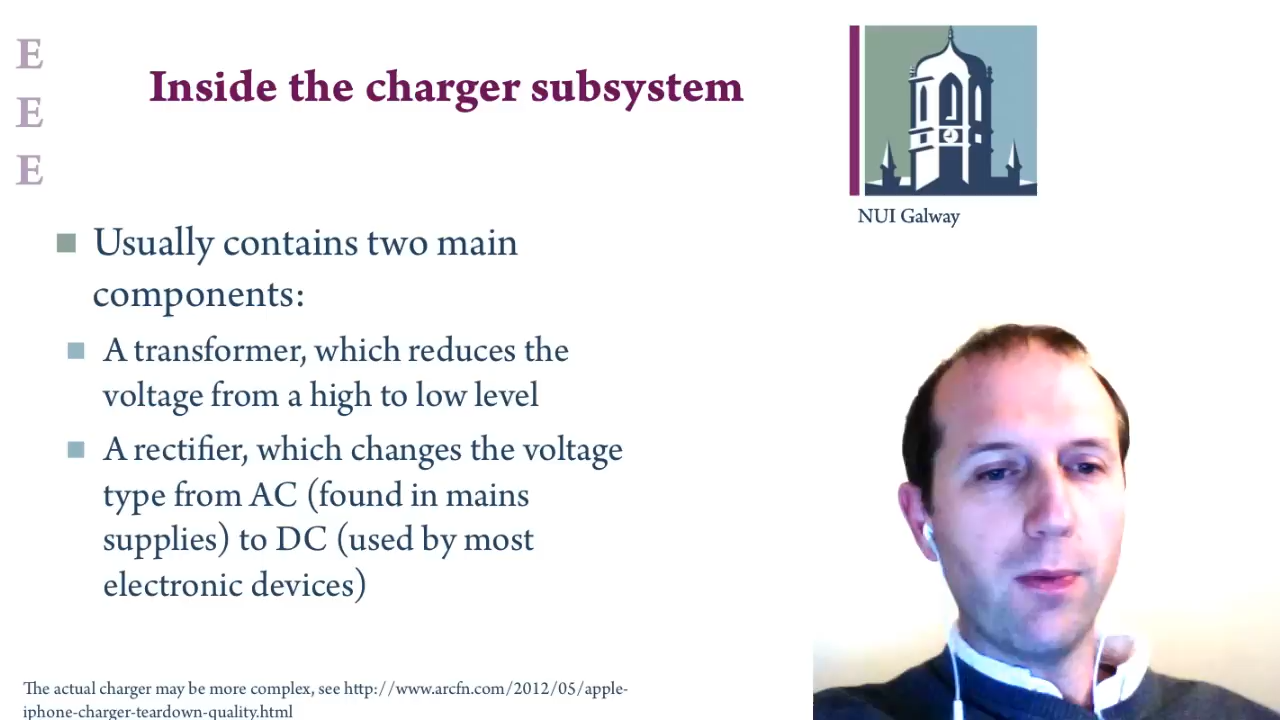 E
E
E
Inside the charger subsystem
NUI Galway
Usually contains two main
components:
A transformer, which reduces the
voltage from a high to low level
A rectifier, which changes the voltage
type from AC (found in mains
supplies) to DC (used by most
electronic devices)
The actual charger may be more complex, see http://www.arcfn.com/2012/05/apple-
iphone-charger-teardown-quality.html